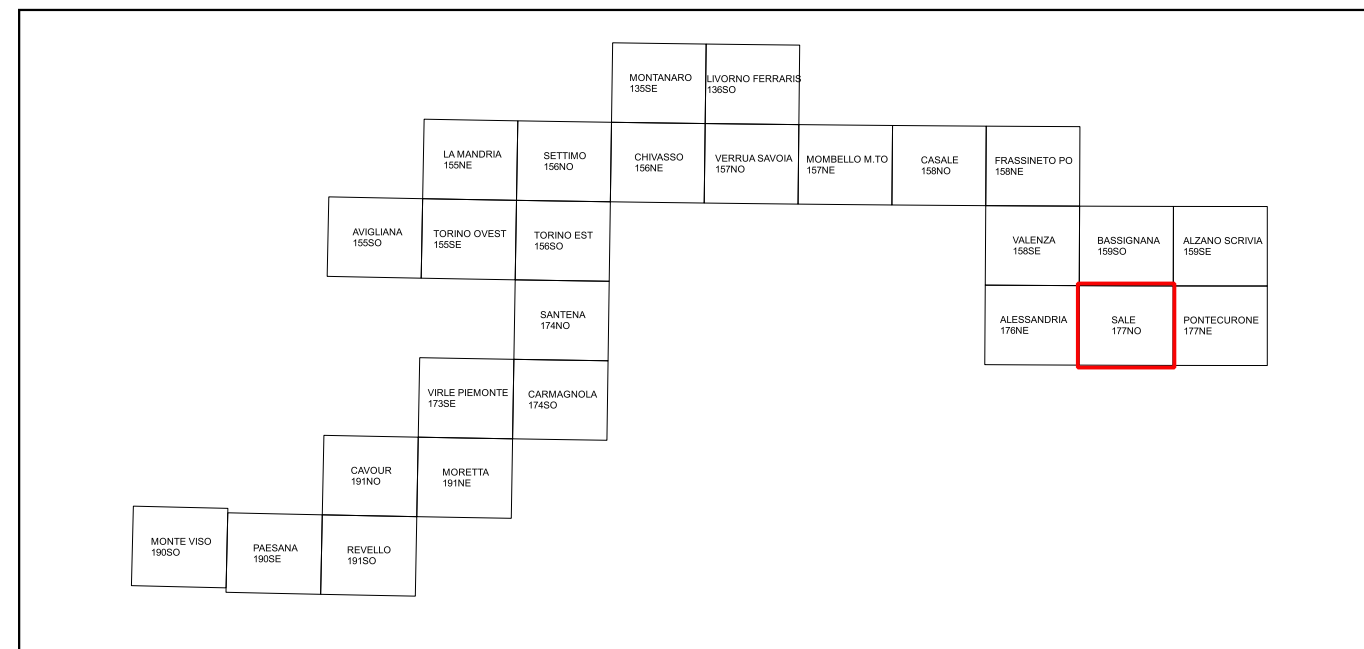 MONTANARO
135SE
LIVORNO FERRARIS
136SO
LA MANDRIA
155NE
SETTIMO
156NO
CHIVASSO
156NE
VERRUA SAVOIA
157NO
MOMBELLO M.TO
157NE
CASALE
158NO
FRASSINETO PO
158NE
AVIGLIANA
155SO
TORINO OVEST
155SE
TORINO EST
156SO
VALENZA
158SE
BASSIGNANA
159SO
ALZANO SCRIVIA
159SE
SANTENA
174NO
ALESSANDRIA
176NE
SALE
177NO
PONTECURONE
177NE
VIRLE PIEMONTE
173SE
CARMAGNOLA
174SO
CAVOUR
191NO
MORETTA
191NE
MONTE VISO
190SO
PAESANA
190SE
REVELLO
191SO